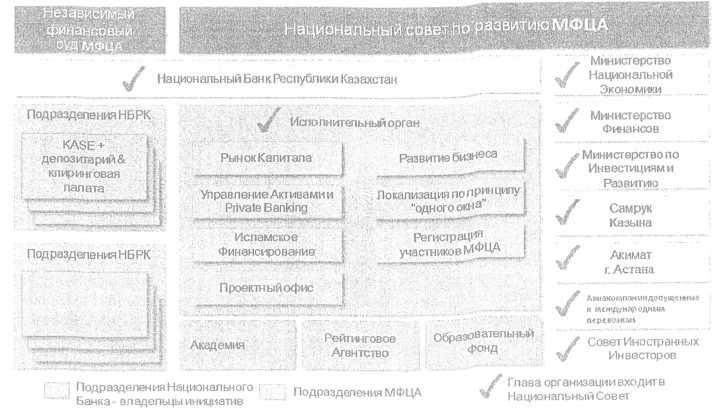 Независимый
финансовый
суд МФЦА
Национальный совет по развитию МФЦА
Национальный Банк Республики Казахстан
Подразделения НБРК
KASE +
депозитарий &
клиринговая
палата
Подразделения НБРК
Исполнительный орган
Рынок Капитала
Управление Активами и
Private Banking
Исламское
Финансирование
Проектный офис
Развитие бизнеса
Локализация по принципу
"одного окна"
Регистрация
участников МФЦА
Академия
Рейтинговое
Агентство
Образовательный
фонд
Министерство
Национальной
Экономики
Министерство
Финансов
Министерство по
Инвестициям и
Развитию
Самрук
Казына
Акимат
г. Астана
Авиакомпании допущенные
к международным
перевозкам
Совет Иностранных
Инвесторов
Подразделения Национального
Банка - владельцы инициатив
Подразделения МФЦА
Глава организации входит в
Национальный Совет